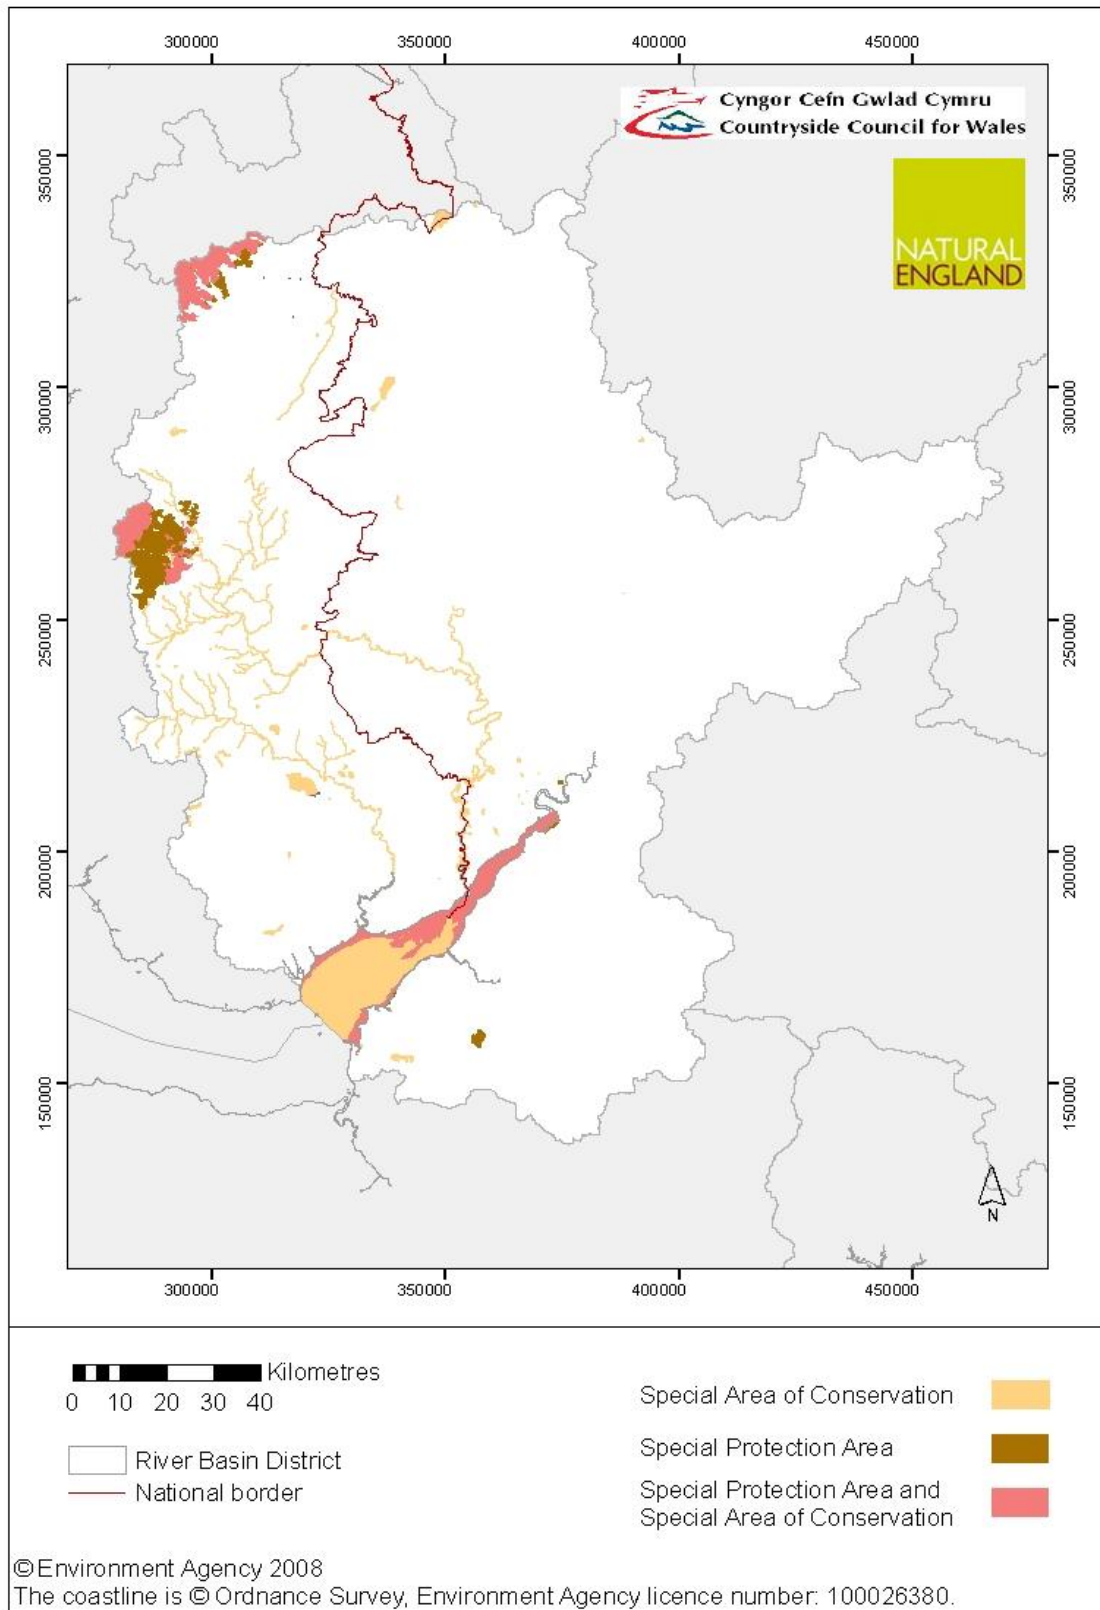 300000 350000 400000 450000
Cyngor Cefn Gwlad Cymru
Countryside Council for Wales
NATURAL
ENGLAND
350000 350000
300000 300000
250000 250000
200000 200000
150000 150000
N
300000 350000 400000 450000
Kilometres
0 10 20 30 40
River Basin District
National border
Special Area of Conservation
Special Protection Area
Special Protection Area and
Special Area of Conservation
© Environment Agency 2008
The coastline is © Ordnance Survey, Environment Agency licence number: 100026380.